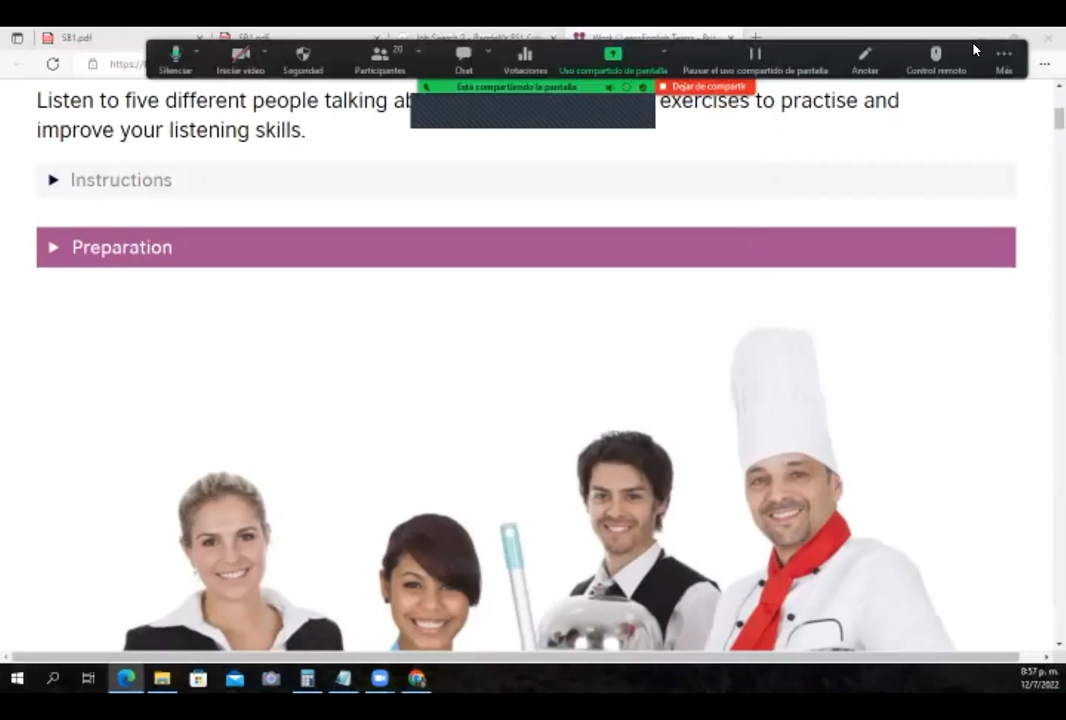 SB1.pdf
SB1.pdf
https://
Silenciar
Iniciar video
Seguridad
Participantes
20
Chat
Votaciones
Uso compartido de pantalla
Pausar el uso compartido de pantalla
Anotar
Control remoto
Más
Está compartiendo la pantalla
Dejar de compartir
Listen to five different people talking
exercises to practise and
improve your listening skills.
Instructions
Preparation
8:57 p. m.
12/7/2022